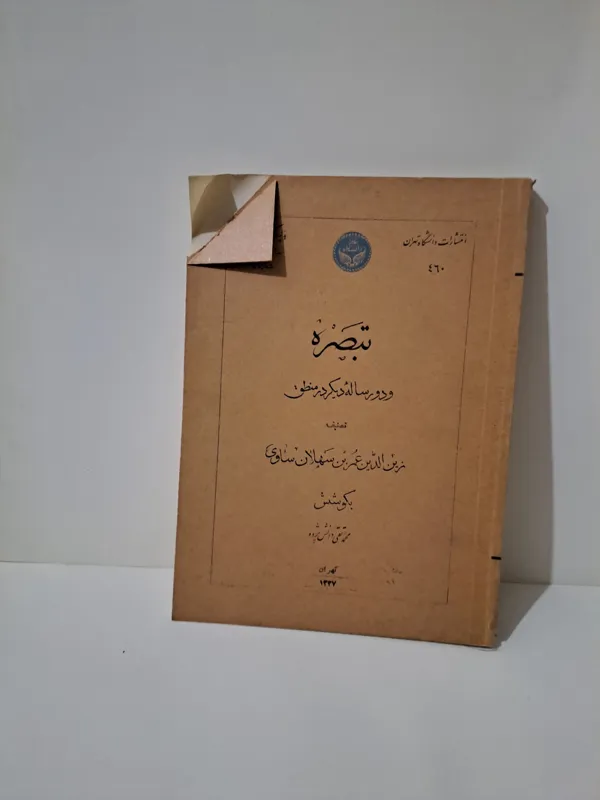 انتشارات دانشگاه تهران
۴۶۰
تبصره
و دو رسالهٔ دیگر در منطق
تصنیف
زین الدین عمر بن سهلان ساوی
بکوشش
محمد تقی دانش پژوه
تهران
۱۳۳۷